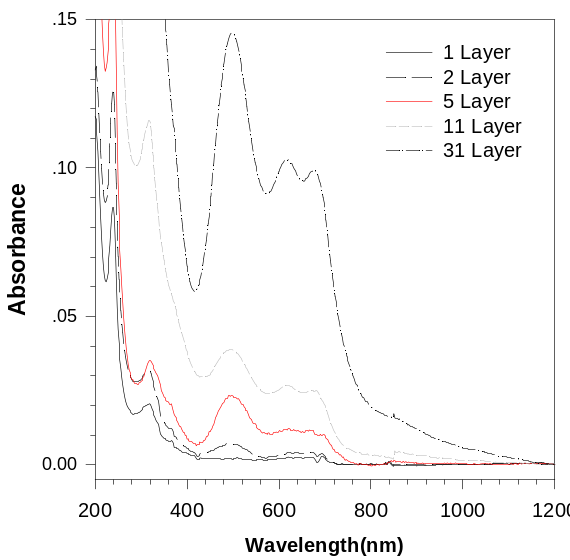 .15
.10
.05
0.00
Absorbance
1 Layer
2 Layer
5 Layer
11 Layer
31 Layer
200 400 600 800 1000 1200
Wavelength(nm)